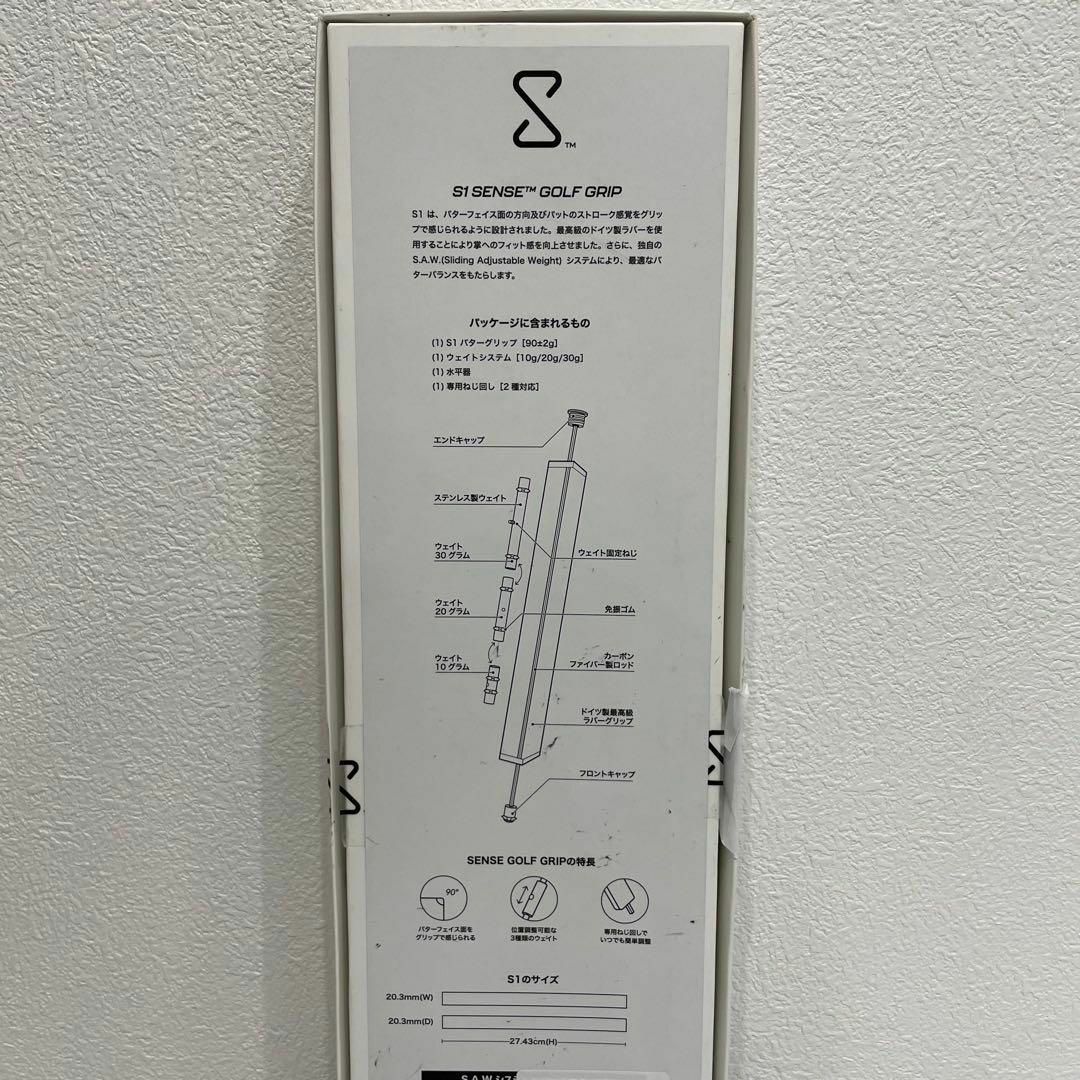 TM
S1 SENSE™ GOLF GRIP
S1 は、パターフェイス面の方向及びパットのストローク感覚をグリッ
プで感じられるように設計されました。最高級のドイツ製ラバーを使
用することにより掌へのフィット感を向上させました。さらに、独自の
S.A.W.(Sliding Adjustable Weight) システムにより、最適なパ
ターバランスをもたらします。
パッケージに含まれるもの
(1) S1 パターグリップ [90±2g]
(1) ウェイトシステム [10g/20g/30g]
(1) 水平器
(1) 専用ねじ回し [2 種対応]
エンドキャップ
ステンレス製ウェイト
ウェイト
30 グラム
ウェイト固定ねじ
ウェイト
20 グラム
免振ゴム
ウェイト
10 グラム
カーボン
ファイバー製ロッド
ドイツ製最高級
ラバーグリップ
フロントキャップ
SENSE GOLF GRIPの特長
90°
パターフェイス面を
グリップで感じられる
位置調整可能な
3種類のウェイト
専用ねじ回しで
いつでも簡単調整
S1のサイズ
20.3mm(W)
20.3mm(D)
27.43cm(H)